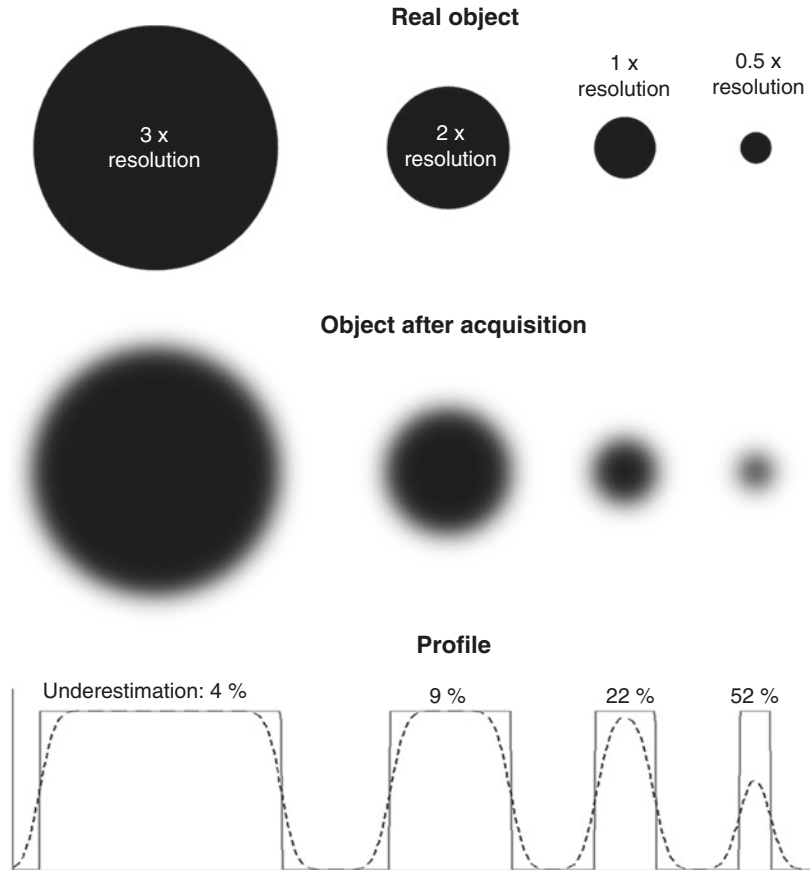 Real object
3 x
resolution
2 x
resolution
1 x
resolution
0.5 x
resolution
Object after acquisition
Profile
Underestimation: 4 %
9 %
22 %
52 %